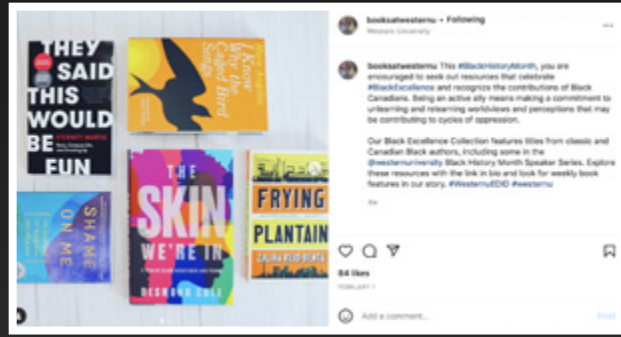 THEY
SAID
THIS
WOULD
BE
FUN
Maya Angelou
I Know
Why the
Caged Bird
Sings
SHAME
ON ME
THE
SKIN
WE'RE IN
DESMOND COLE
FRYING
PLANTAIN
ZALIKA REID-BENTA
booksatwesternu • Following
Western University
booksatwesternu This #BlackHistoryMonth, you are
encouraged to seek out resources that celebrate
#BlackExcellence and recognize the contributions of Black
Canadians. Being an active ally means making a commitment to
unlearning and relearning worldviews and perceptions that may
be contributing to cycles of oppression.
Our Black Excellence Collection features titles from classic and
Canadian Black authors, including some in the
@westernuniversity Black History Month Speaker Series. Explore
these resources with the link in bio and look for weekly book
features in our story. #WesternuEDID #westernu
84 likes
FEBRUARY 1
Add a comment...
Post